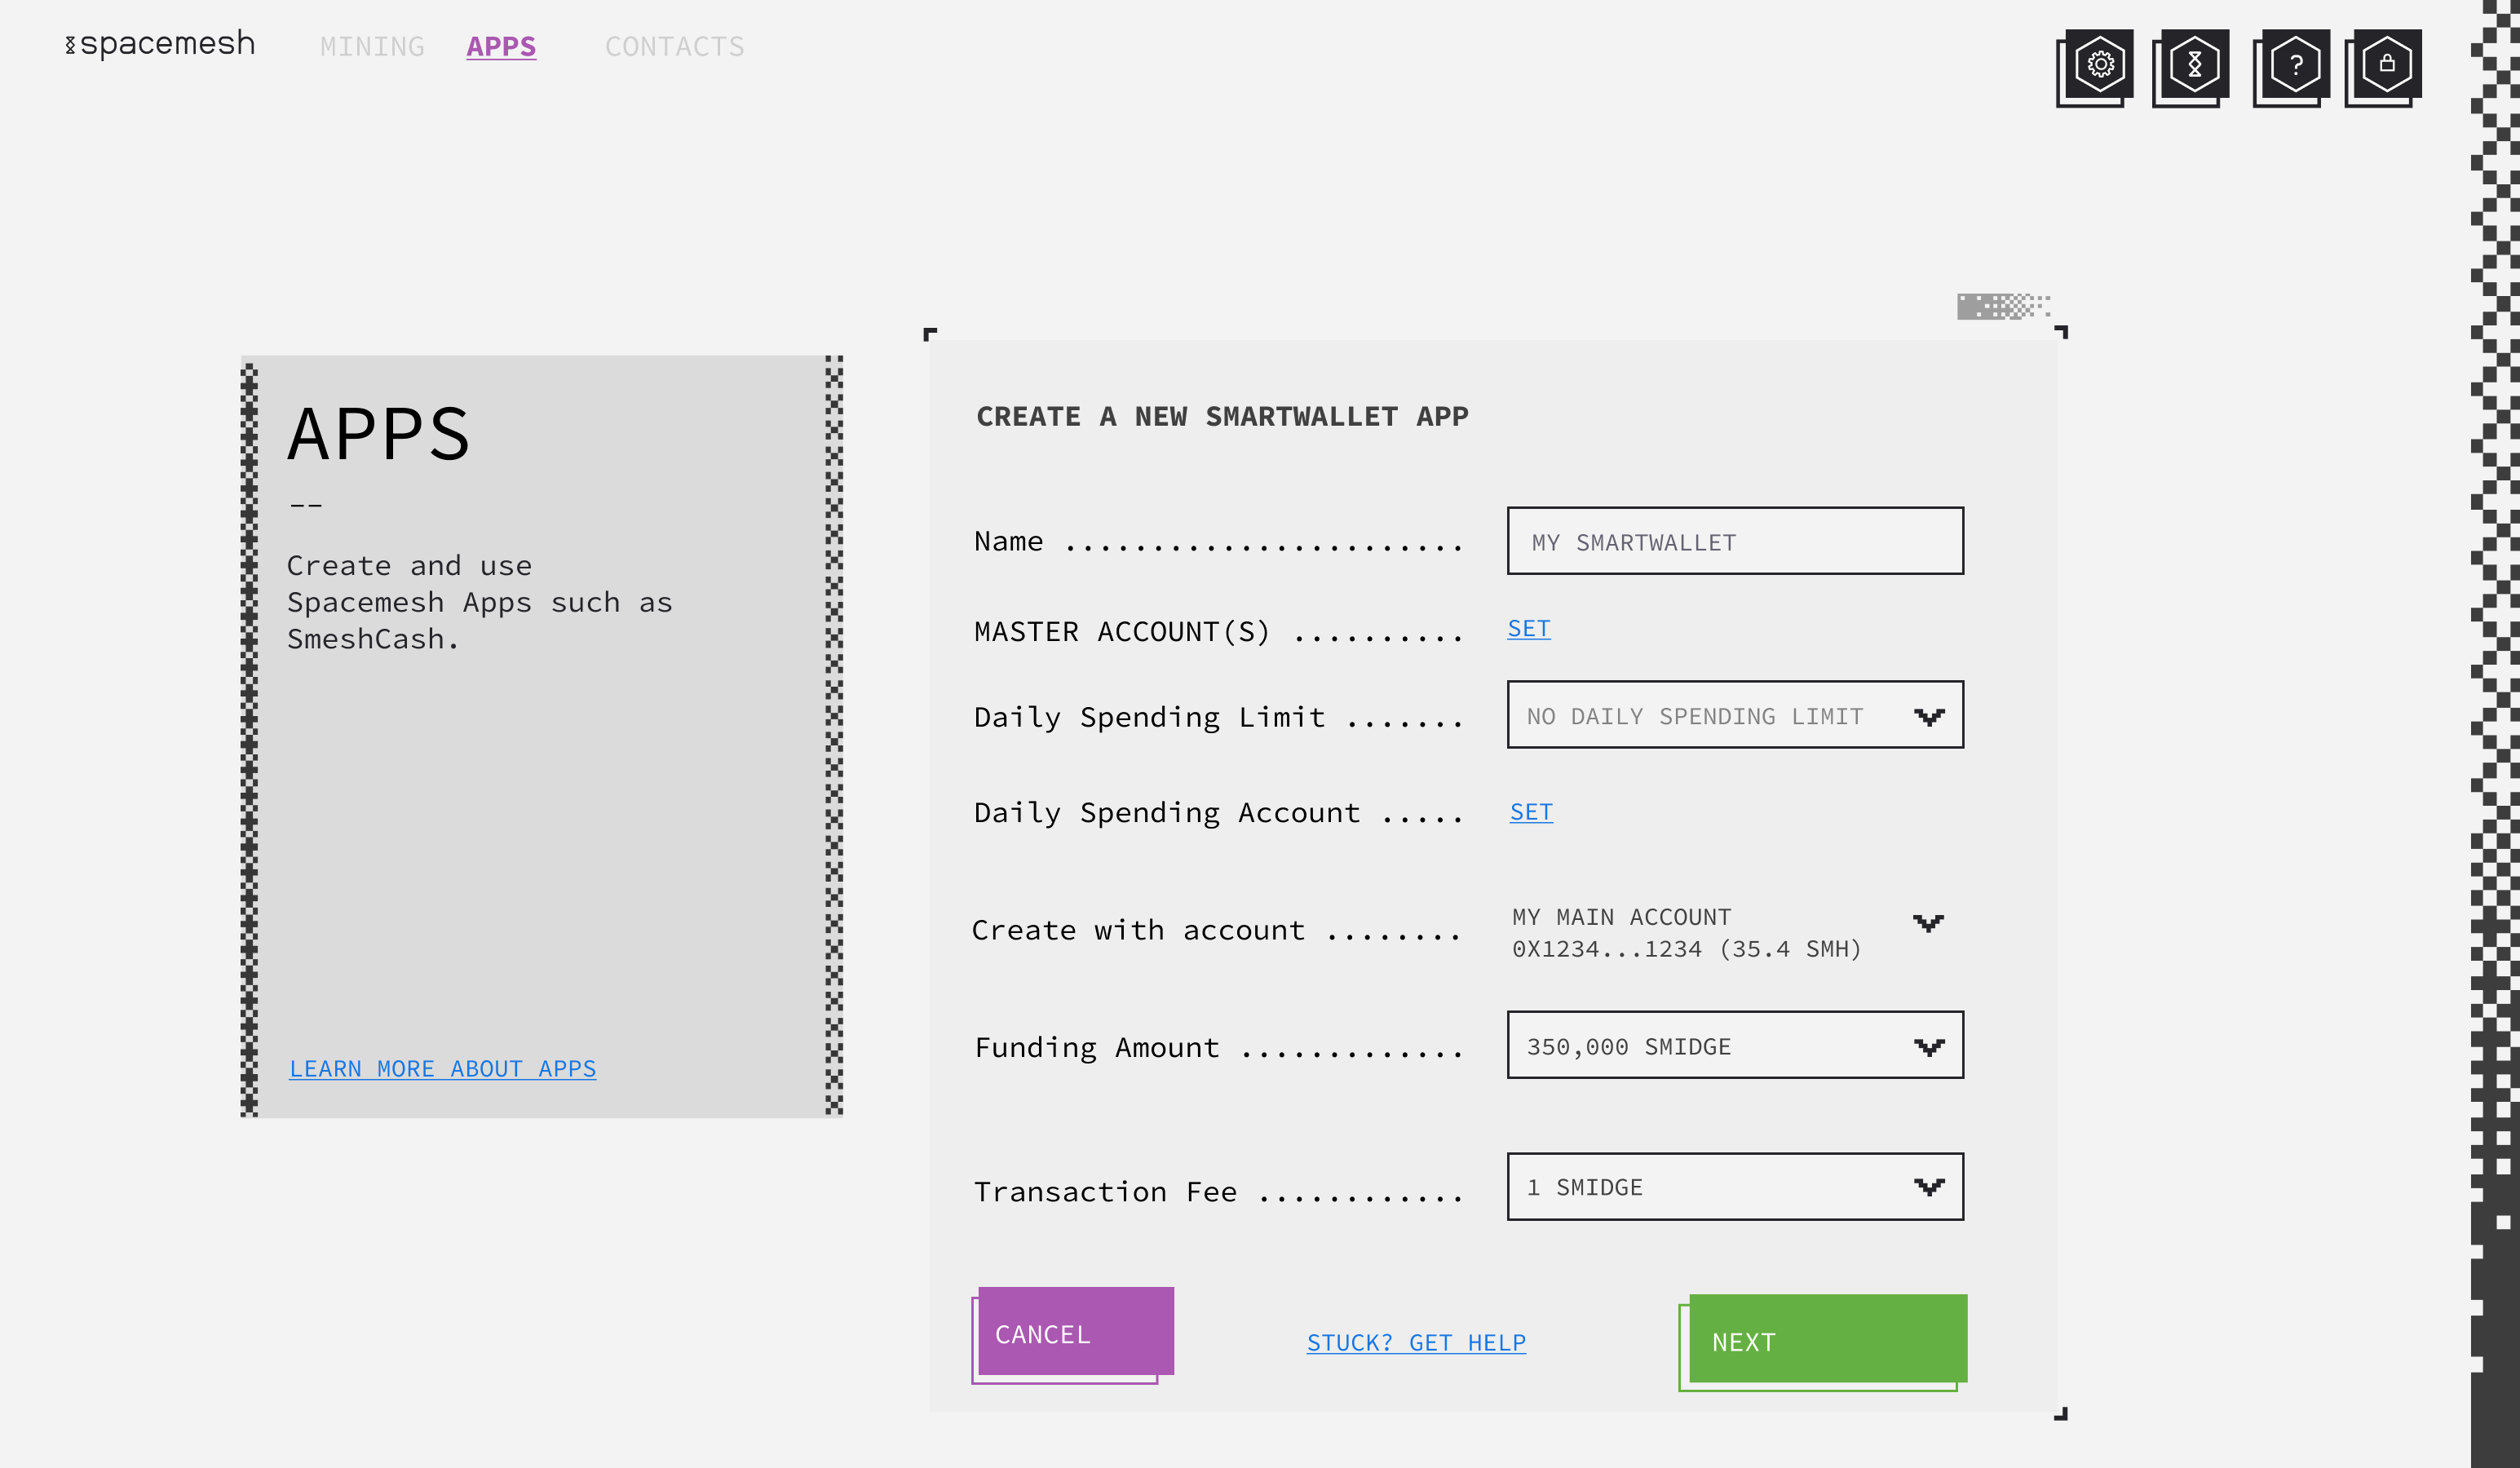 spacemesh
MINING APPS CONTACTS
?
APPS
--
Create and use
Spacemesh Apps such as
SmeshCash.
LEARN MORE ABOUT APPS
CREATE A NEW SMARTWALLET APP
Name ....................... MY SMARTWALLET
MASTER ACCOUNT(S) .......... SET
Daily Spending Limit ....... NO DAILY SPENDING LIMIT
Daily Spending Account ..... SET
Create with account ........ MY MAIN ACCOUNT
0X1234...1234 (35.4 SMH)
Funding Amount ............. 350,000 SMIDGE
Transaction Fee ............ 1 SMIDGE
CANCEL
STUCK? GET HELP
NEXT